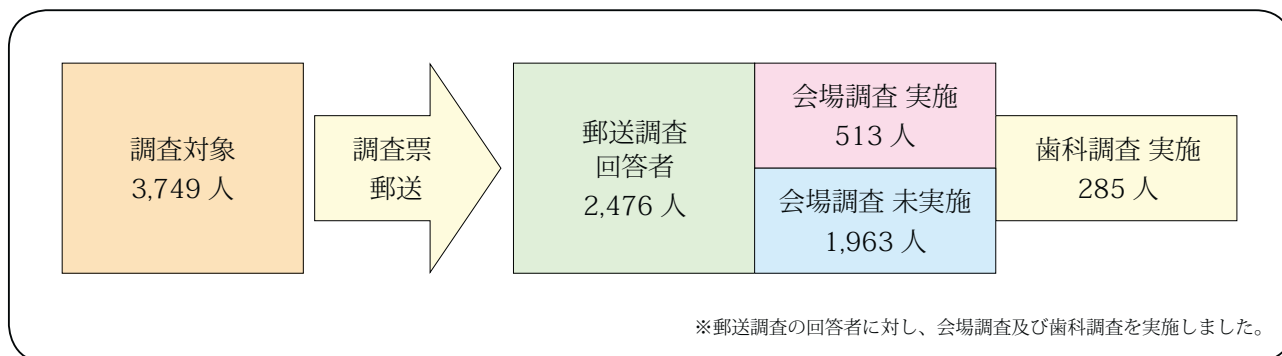 調査対象
3,749 人
調査票
郵送
郵送調査
回答者
2,476 人
会場調査 実施
513 人
会場調査 未実施
1,963 人
歯科調査 実施
285 人
※郵送調査の回答者に対し、会場調査及び歯科調査を実施しました。